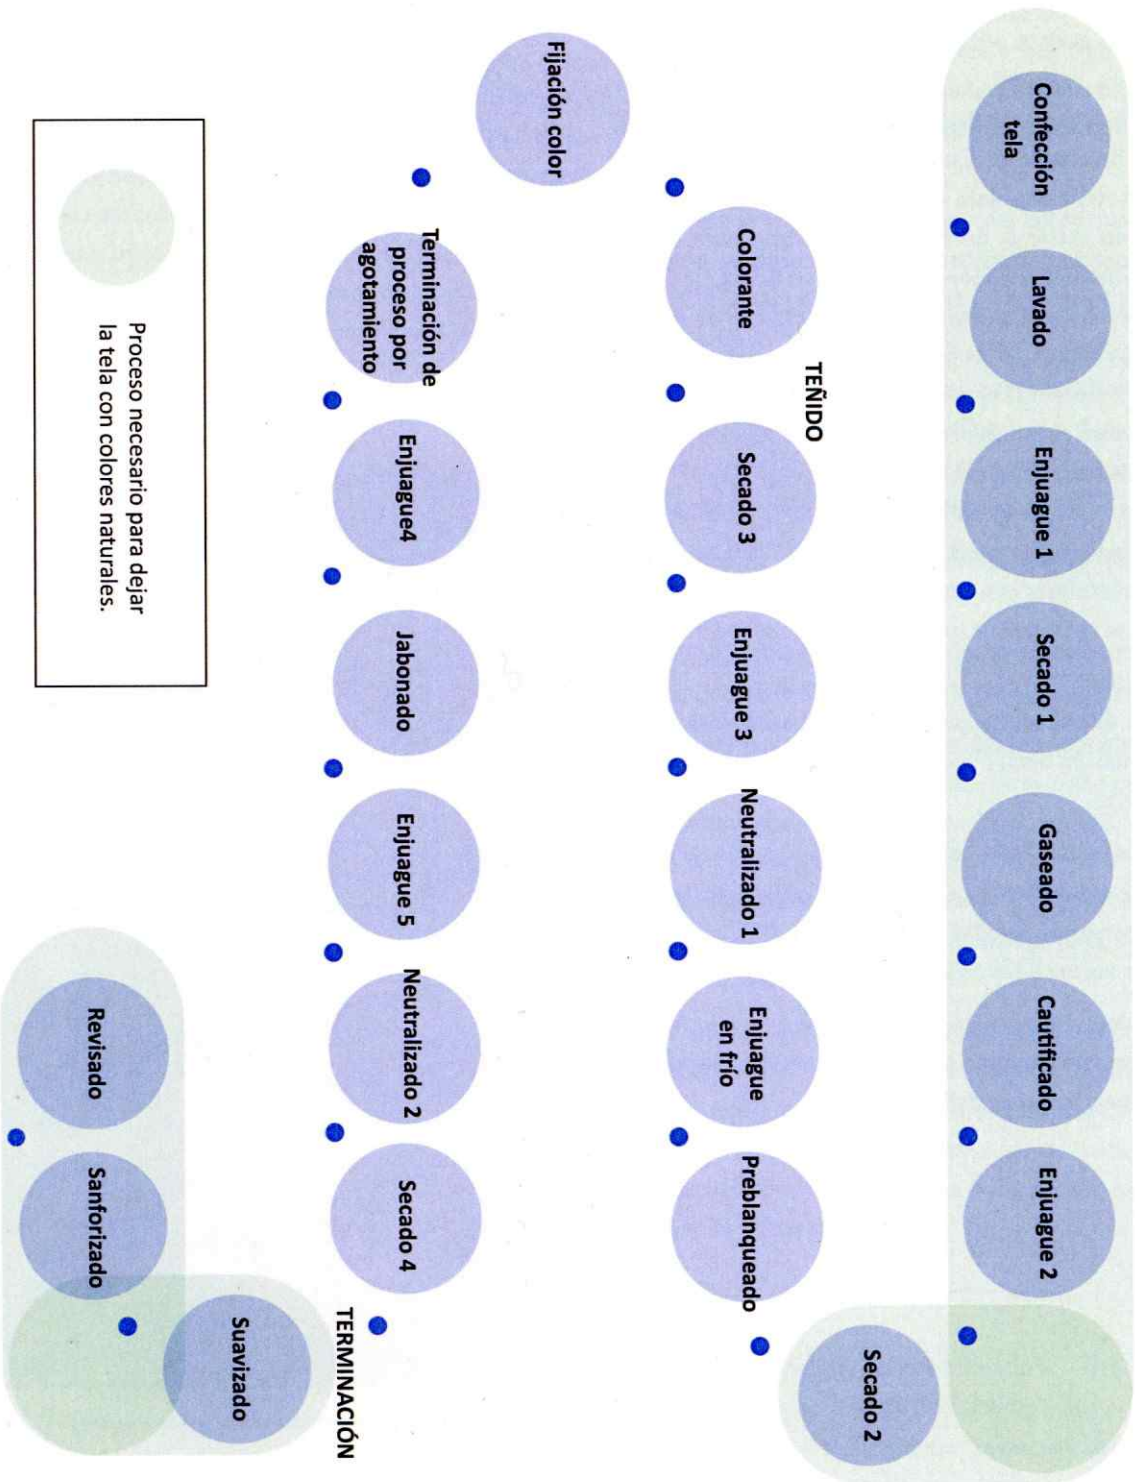 Confección
tela
Lavado
Enjuague 1
Secado 1
Gaseado
Cautificado
Enjuague 2
Secado 2
TEÑIDO
Preblanqueado
Enjuague
en frío
Neutralizado 1
Enjuague 3
Secado 3
Colorante
Fijación color
Terminación de
proceso por
agotamiento
Enjuague4
Jabonado
Enjuague 5
Neutralizado 2
Secado 4
TERMINACIÓN
Suavizado
Sanforizado
Revisado
Proceso necesario para dejar
la tela con colores naturales.